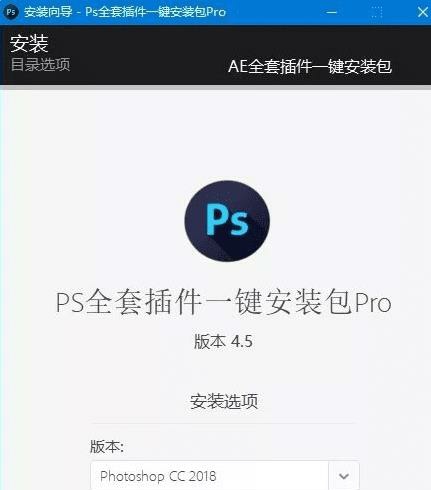 Ps 安装向导 - Ps全套插件一键安装包Pro
安装
目录选项
AE全套插件一键安装包
Ps
PS全套插件一键安装包Pro
版本 4.5
安装选项
版本:
Photoshop CC 2018